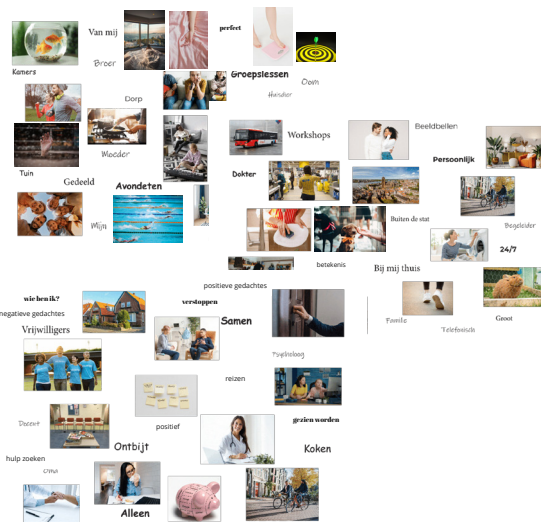 Van mij
perfect
Broer
Kamers
Groepslessen
Oom
Huisdier
Dorp
Workshops
Beeldbellen
Moeder
Persoonlijk
Tuin
Dokter
Gedeeld
Avondeten
Mijn
Buiten de stat
Begeleider
24/7
betekenis
Bij mij thuis
positieve gedachtes
wie ben ik?
verstoppen
negatieve gedachtes
Samen
Vrijwilligers
Familie
Groot
Telefonisch
Psycholoog
reizen
gezien worden
Docent
positief
Ontbijt
Koken
hulp zoeken
Oma
Alleen